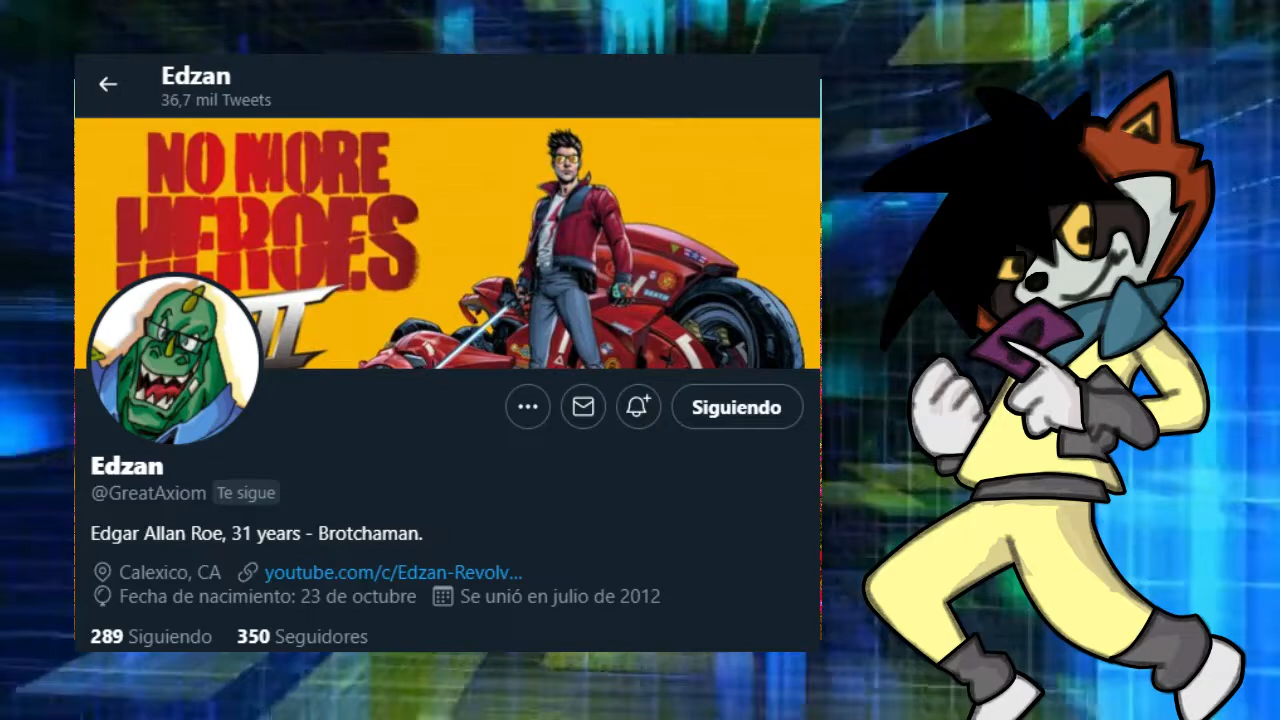 Edzan
36,7 mil Tweets
NO MORE
HEROES
III
Siguiendo
Edzan
@GreatAxiom Te sigue
Edgar Allan Roe, 31 years - Brotchaman.
Calexico, CA youtube.com/c/Edzan-Revolv...
Fecha de nacimiento: 23 de octubre Se unió en julio de 2012
289 Siguiendo 350 Seguidores